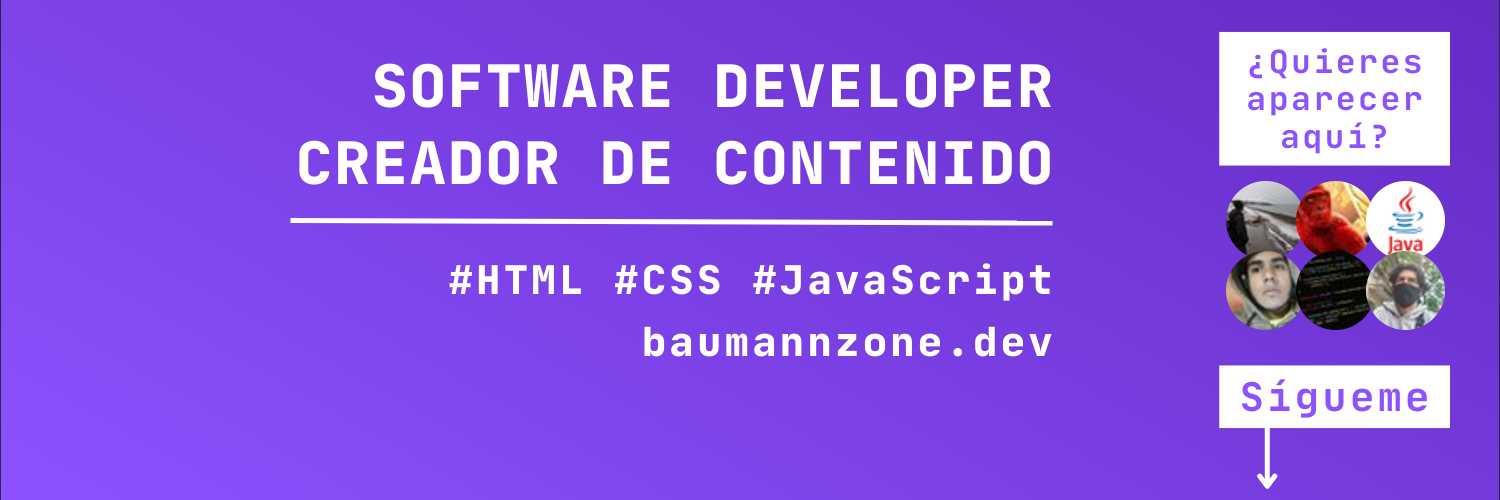 SOFTWARE DEVELOPER
CREADOR DE CONTENIDO
#HTML #CSS #JavaScript
baumannzone.dev
¿Quieres
aparecer
aquí?
Java
Sígueme